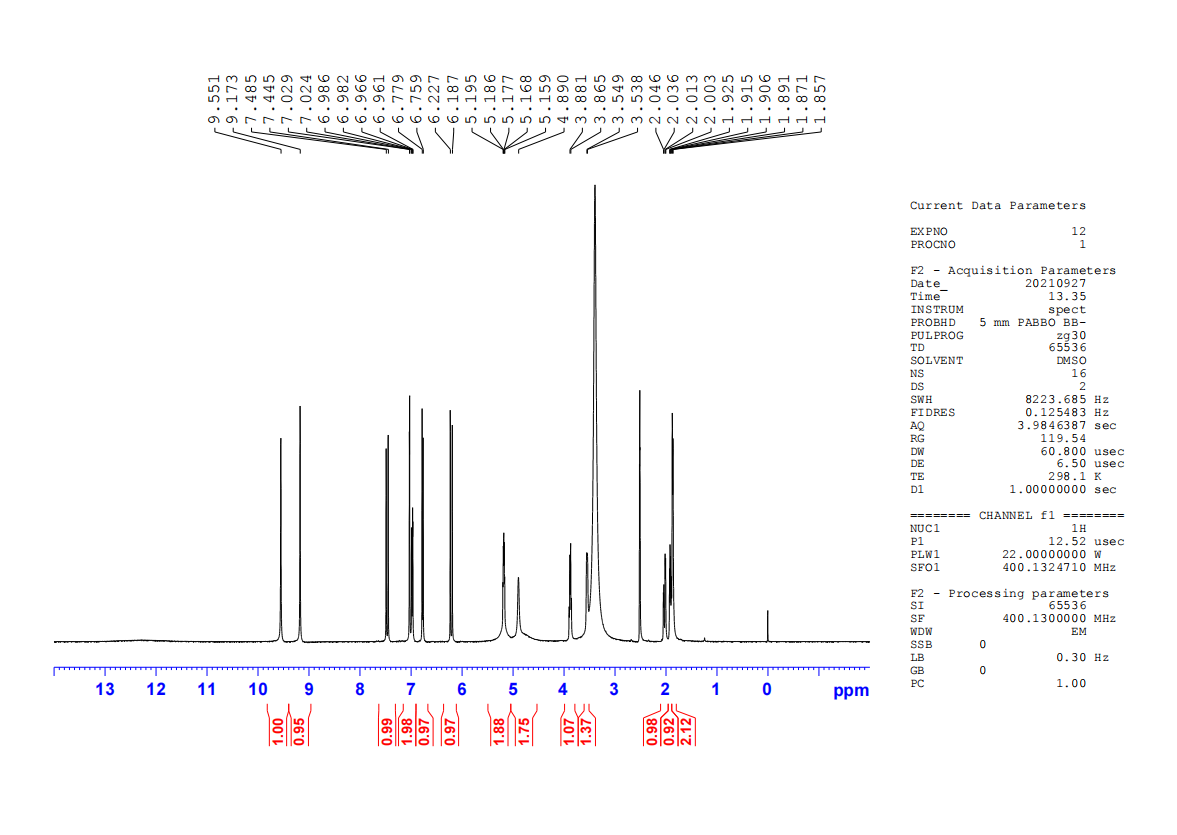 9.551
9.173
7.485
7.445
7.029
7.024
6.986
6.982
6.966
6.961
6.779
6.759
6.227
6.187
5.195
5.186
5.177
5.168
5.159
4.890
3.881
3.865
3.549
3.538
2.046
2.036
2.013
2.003
1.925
1.915
1.906
1.891
1.871
1.857
Current Data Parameters
EXPNO 12
PROCNO 1
F2 - Acquisition Parameters
Date_ 20210927
Time 13.35
INSTRUM spect
PROBHD 5 mm PABBO BB-
PULPROG zg30
TD 65536
SOLVENT DMSO
NS 16
DS 2
SWH 8223.685 Hz
FIDRES 0.125483 Hz
AQ 3.9846387 sec
RG 119.54
DW 60.800 usec
DE 6.50 usec
TE 298.1 K
D1 1.00000000 sec
======== CHANNEL f1 ========
NUC1 1H
P1 12.52 usec
PLW1 22.00000000 W
SFO1 400.1324710 MHz
F2 - Processing parameters
SI 65536
SF 400.1300000 MHz
WDW EM
SSB 0
LB 0.30 Hz
GB 0
PC 1.00
13 12 11 10 9 8 7 6 5 4 3 2 1 0 ppm
1.00
0.95
0.99
1.98
0.97
0.97
1.88
1.75
1.07
1.37
0.98
0.92
2.12